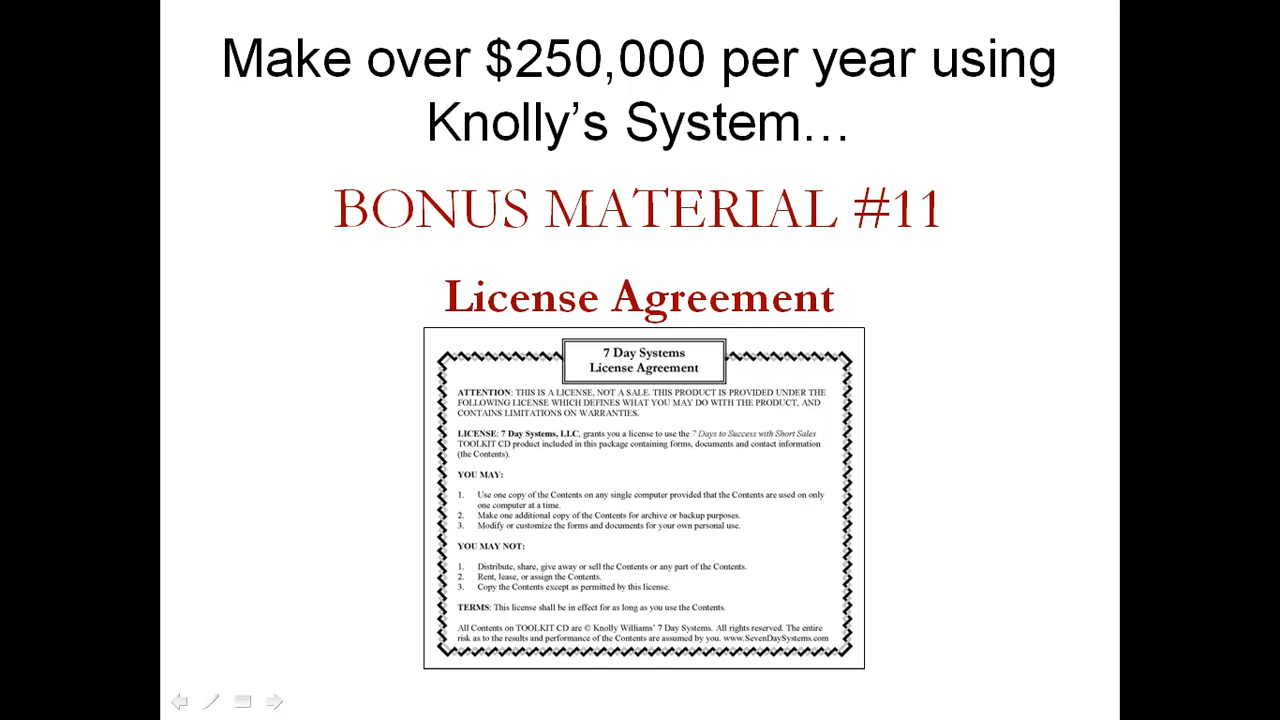 Make over $250,000 per year using
Knolly’s System…
BONUS MATERIAL #11
License Agreement
7 Day Systems
License Agreement
ATTENTION: THIS IS A LICENSE, NOT A SALE. THIS PRODUCT IS PROVIDED UNDER THE
FOLLOWING LICENSE WHICH DEFINES WHAT YOU MAY DO WITH THE PRODUCT, AND
CONTAINS LIMITATIONS ON WARRANTIES.
LICENSE: 7 Day Systems, LLC, grants you a license to use the 7 Days to Success with Short Sales
TOOLKIT CD product included in this package containing forms, documents and contact information
(the Contents).
YOU MAY:
1. Use one copy of the Contents on any single computer provided that the Contents are used on only
one computer at a time.
2. Make one additional copy of the Contents for archive or backup purposes.
3. Modify or customize the forms and documents for your own personal use.
YOU MAY NOT:
1. Distribute, share, give away or sell the Contents or any part of the Contents.
2. Rent, lease, or assign the Contents.
3. Copy the Contents except as permitted by this license.
TERMS: This license shall be in effect for as long as you use the Contents.
All Contents on TOOLKIT CD are © Knolly Williams’ 7 Day Systems. All rights reserved. The entire
risk as to the results and performance of the Contents are assumed by you. www.SevenDaySystems.com